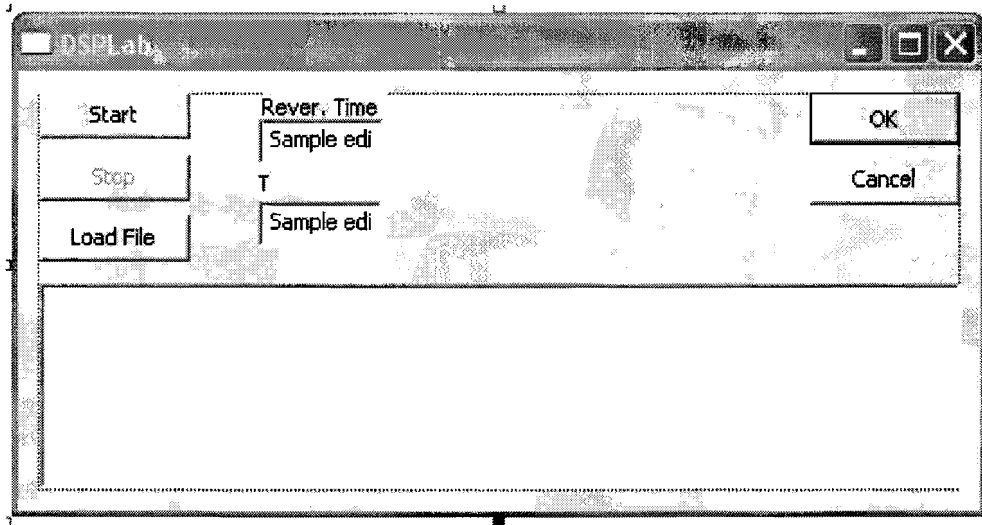 DSPLab
Start
Rever. Time
OK
Sample edi
Stop
T
Cancel
Load File
Sample edi